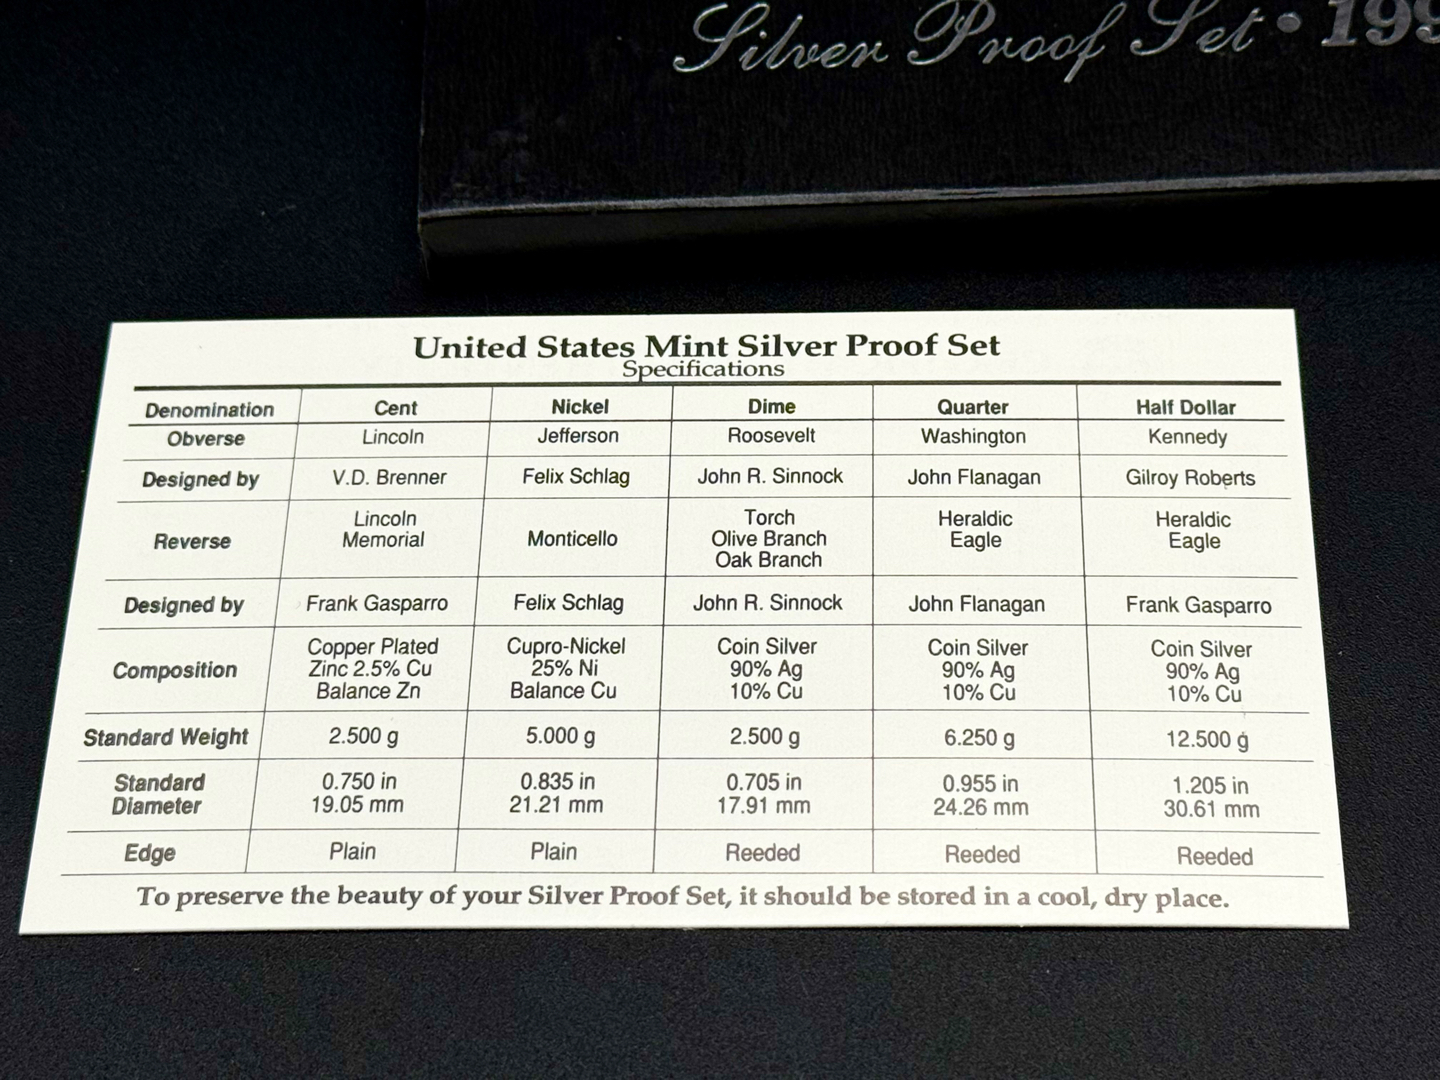 Silver Proof Set • 199
United States Mint Silver Proof Set
Specifications
Denomination Cent Nickel Dime Quarter Half Dollar
Obverse Lincoln Jefferson Roosevelt Washington Kennedy
Designed by V.D. Brenner Felix Schlag John R. Sinnock John Flanagan Gilroy Roberts
Reverse Lincoln Memorial Monticello Torch Olive Branch Oak Branch Heraldic Eagle Heraldic Eagle
Designed by Frank Gasparro Felix Schlag John R. Sinnock John Flanagan Frank Gasparro
Composition Copper Plated Zinc 2.5% Cu Balance Zn Cupro-Nickel 25% Ni Balance Cu Coin Silver 90% Ag 10% Cu Coin Silver 90% Ag 10% Cu Coin Silver 90% Ag 10% Cu
Standard Weight 2.500 g 5.000 g 2.500 g 6.250 g 12.500 g
Standard Diameter 0.750 in 19.05 mm 0.835 in 21.21 mm 0.705 in 17.91 mm 0.955 in 24.26 mm 1.205 in 30.61 mm
Edge Plain Plain Reeded Reeded Reeded
To preserve the beauty of your Silver Proof Set, it should be stored in a cool, dry place.